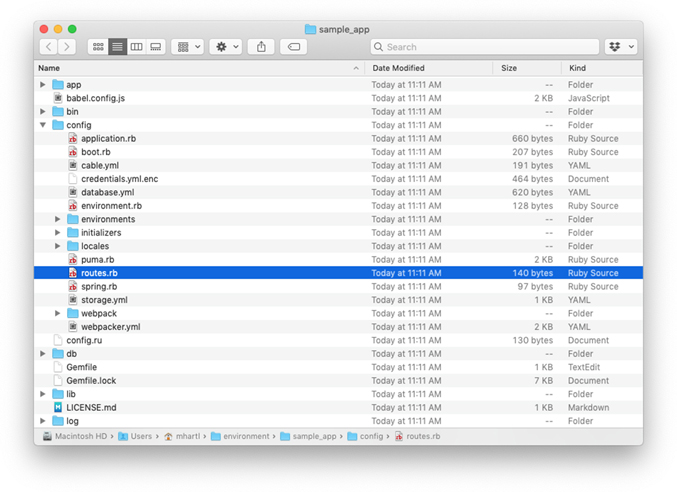 sample_app
Search
Name Date Modified Size Kind
app Today at 11:11 AM -- Folder
babel.config.js Today at 11:11 AM 2 KB JavaScript
bin Today at 11:11 AM -- Folder
config Today at 11:11 AM -- Folder
application.rb Today at 11:11 AM 660 bytes Ruby Source
boot.rb Today at 11:11 AM 207 bytes Ruby Source
cable.yml Today at 11:11 AM 191 bytes YAML
credentials.yml.enc Today at 11:11 AM 464 bytes Document
database.yml Today at 11:11 AM 620 bytes YAML
environment.rb Today at 11:11 AM 128 bytes Ruby Source
environments Today at 11:11 AM -- Folder
initializers Today at 11:11 AM -- Folder
locales Today at 11:11 AM -- Folder
puma.rb Today at 11:11 AM 2 KB Ruby Source
routes.rb Today at 11:11 AM 140 bytes Ruby Source
spring.rb Today at 11:11 AM 97 bytes Ruby Source
storage.yml Today at 11:11 AM 1 KB YAML
webpack Today at 11:11 AM -- Folder
webpacker.yml Today at 11:11 AM 2 KB YAML
config.ru Today at 11:11 AM 130 bytes Document
db Today at 11:11 AM -- Folder
Gemfile Today at 11:11 AM 1 KB TextEdit
Gemfile.lock Today at 11:11 AM 7 KB Document
lib Today at 11:11 AM -- Folder
LICENSE.md Today at 11:11 AM 1 KB Markdown
log Today at 11:11 AM -- Folder
Macintosh HD › Users › mhartl › environment › sample_app › config › routes.rb